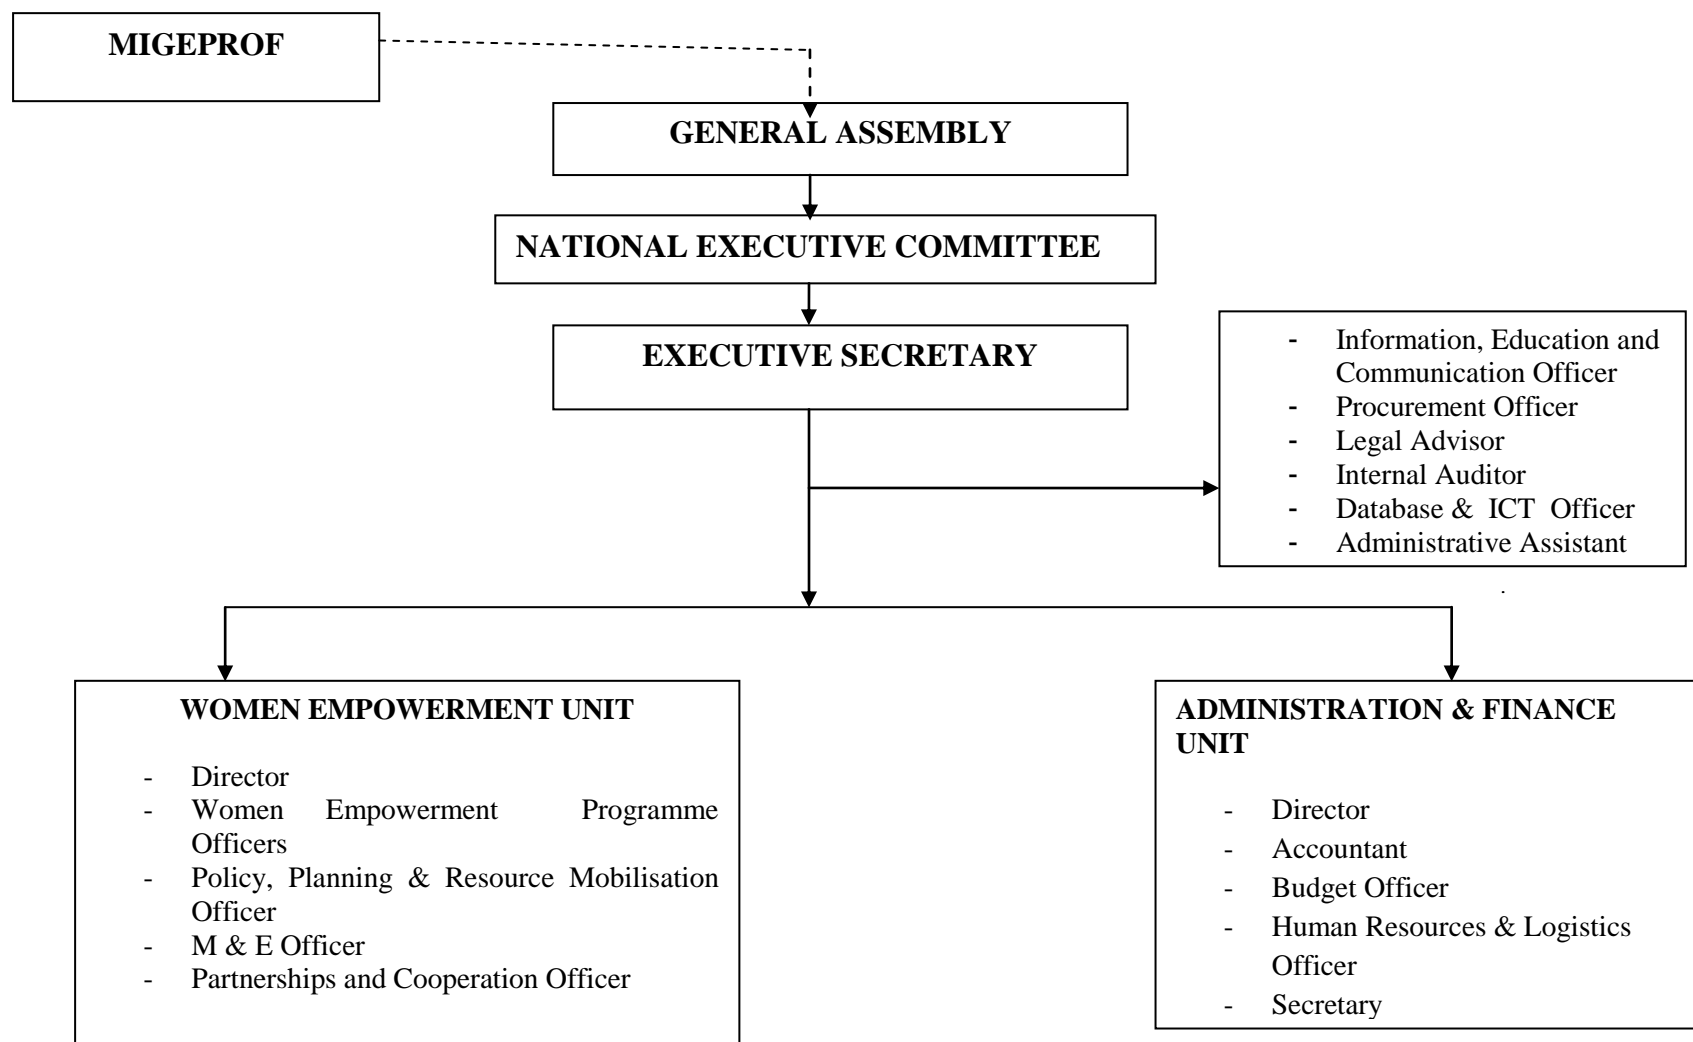 MIGEPROF
GENERAL ASSEMBLY
NATIONAL EXECUTIVE COMMITTEE
EXECUTIVE SECRETARY
- Information, Education and
Communication Officer
- Procurement Officer
- Legal Advisor
- Internal Auditor
- Database & ICT Officer
- Administrative Assistant
.
WOMEN EMPOWERMENT UNIT
- Director
- Women Empowerment Programme
Officers
- Policy, Planning & Resource Mobilisation
Officer
- M & E Officer
- Partnerships and Cooperation Officer
ADMINISTRATION & FINANCE
UNIT
- Director
- Accountant
- Budget Officer
- Human Resources & Logistics
Officer
- Secretary